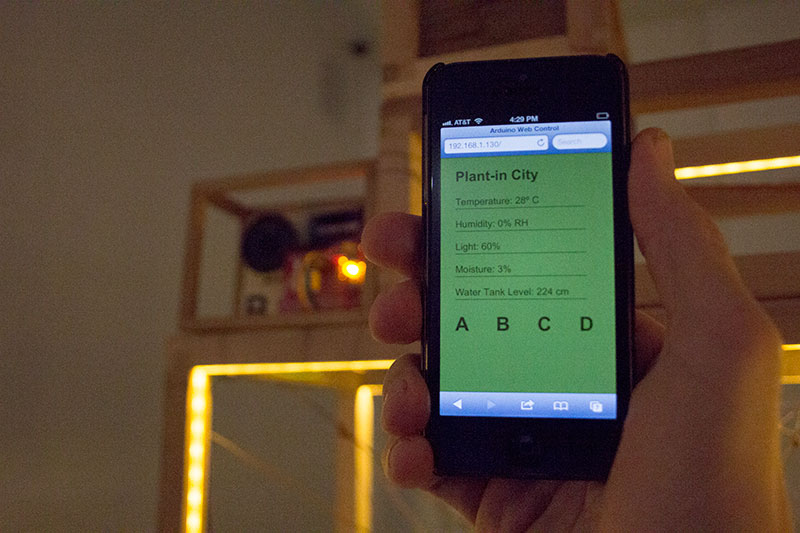 AT&T 4:29 PM
Arduino Web Control
192.168.1.130/ Search
Plant-in City
Temperature: 28º C
Humidity: 0% RH
Light: 60%
Moisture: 3%
Water Tank Level: 224 cm
A B C D